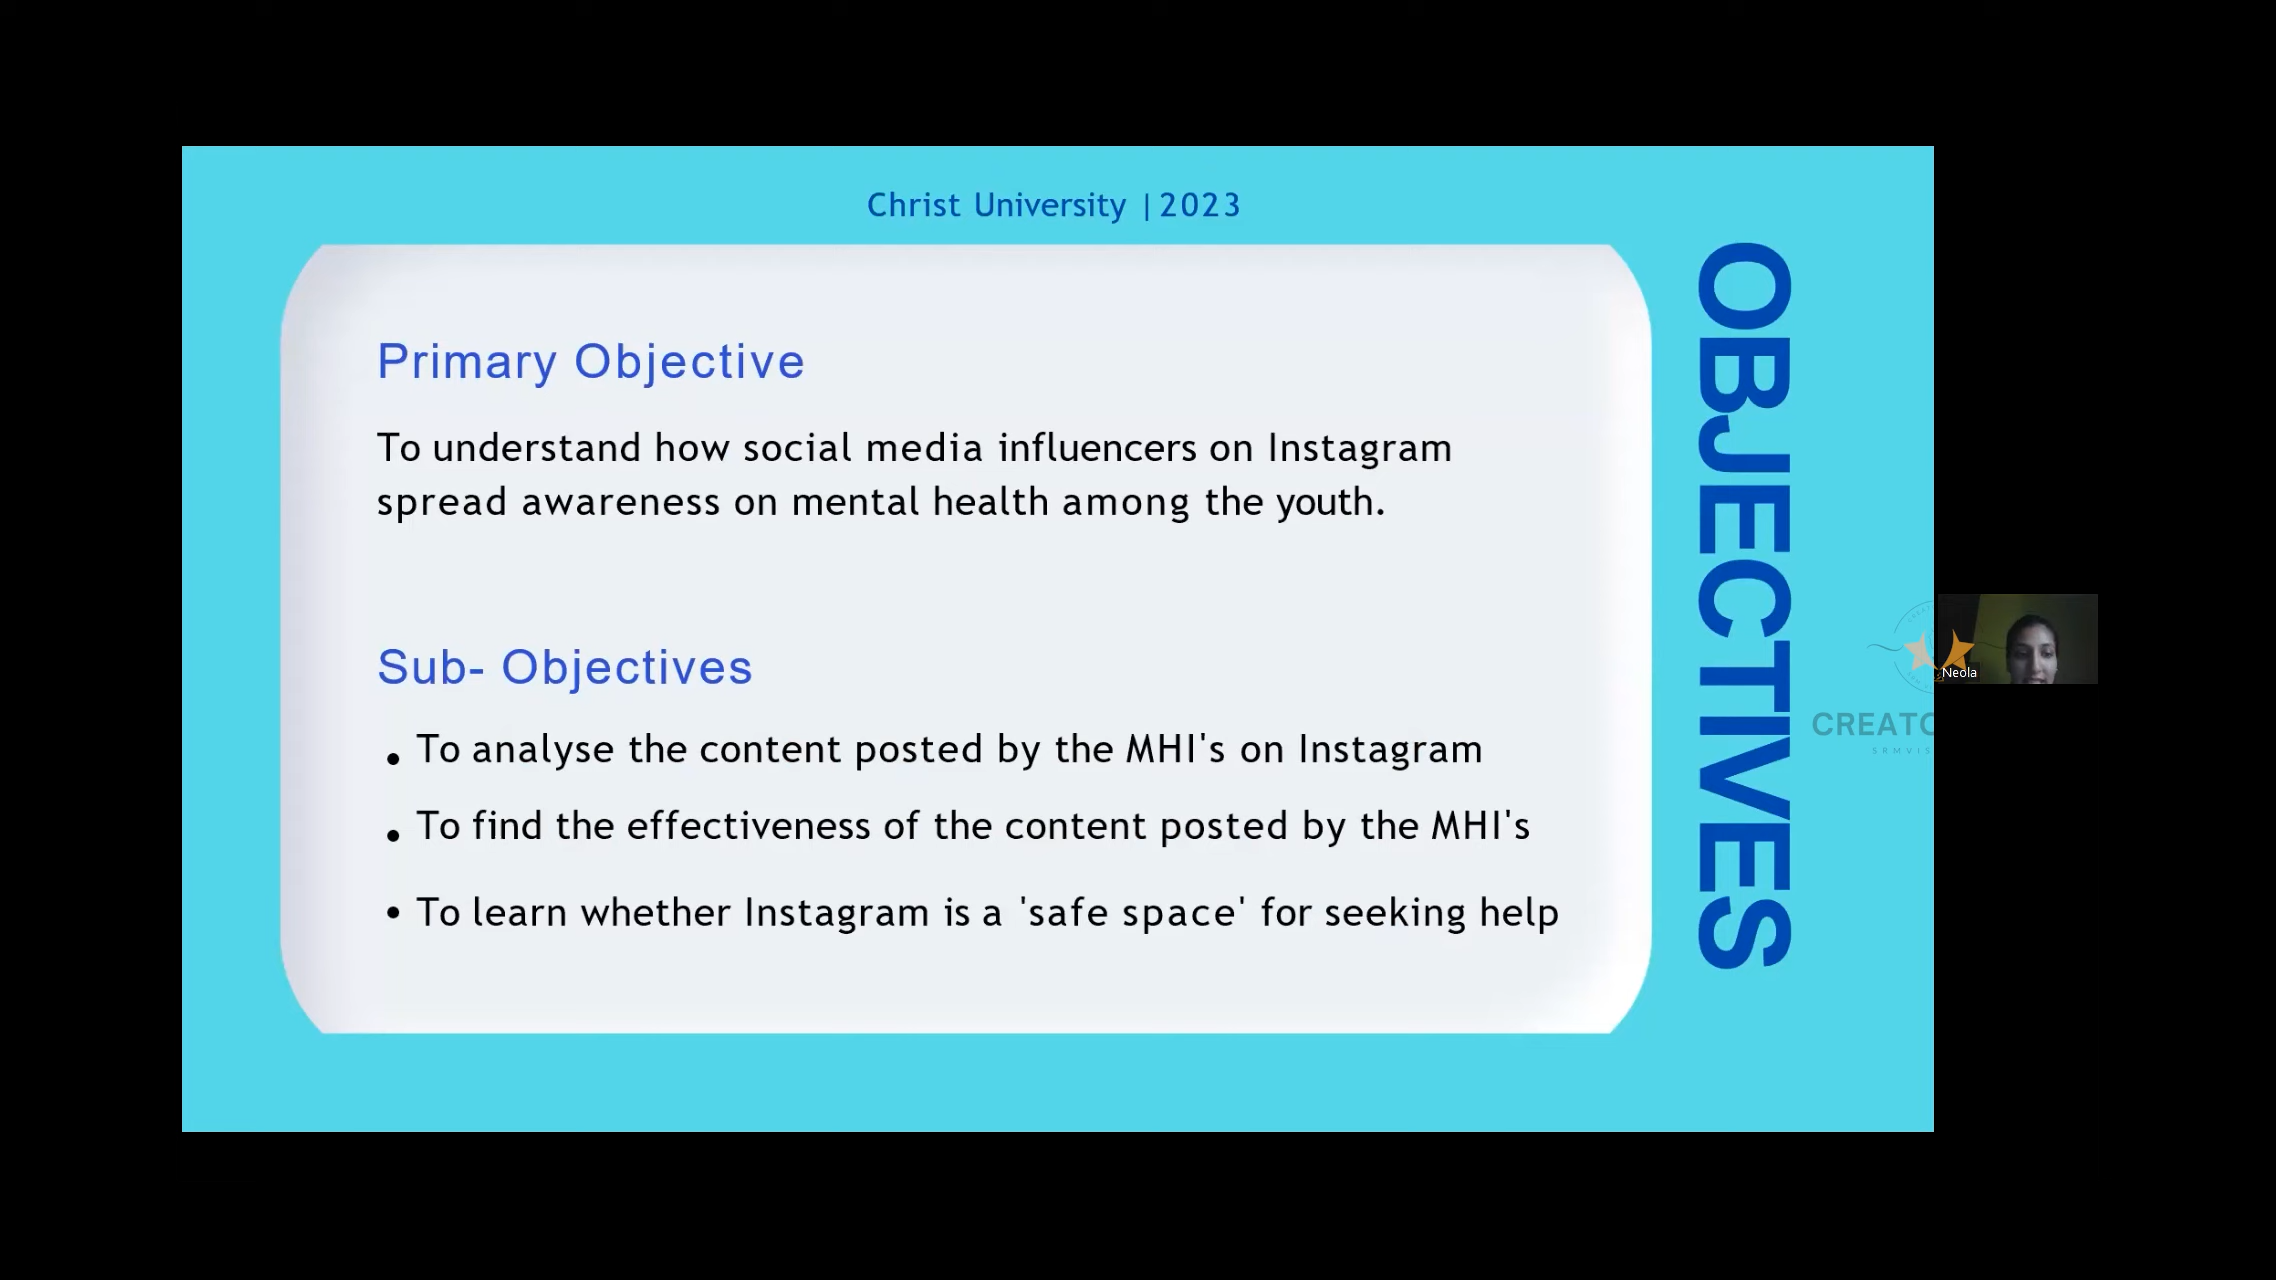 Christ University | 2023
OBJECTIVES
Primary Objective
To understand how social media influencers on Instagram
spread awareness on mental health among the youth.
Sub- Objectives
• To analyse the content posted by the MHI's on Instagram
• To find the effectiveness of the content posted by the MHI's
• To learn whether Instagram is a 'safe space' for seeking help
Neola
CREATO
SRMVIS